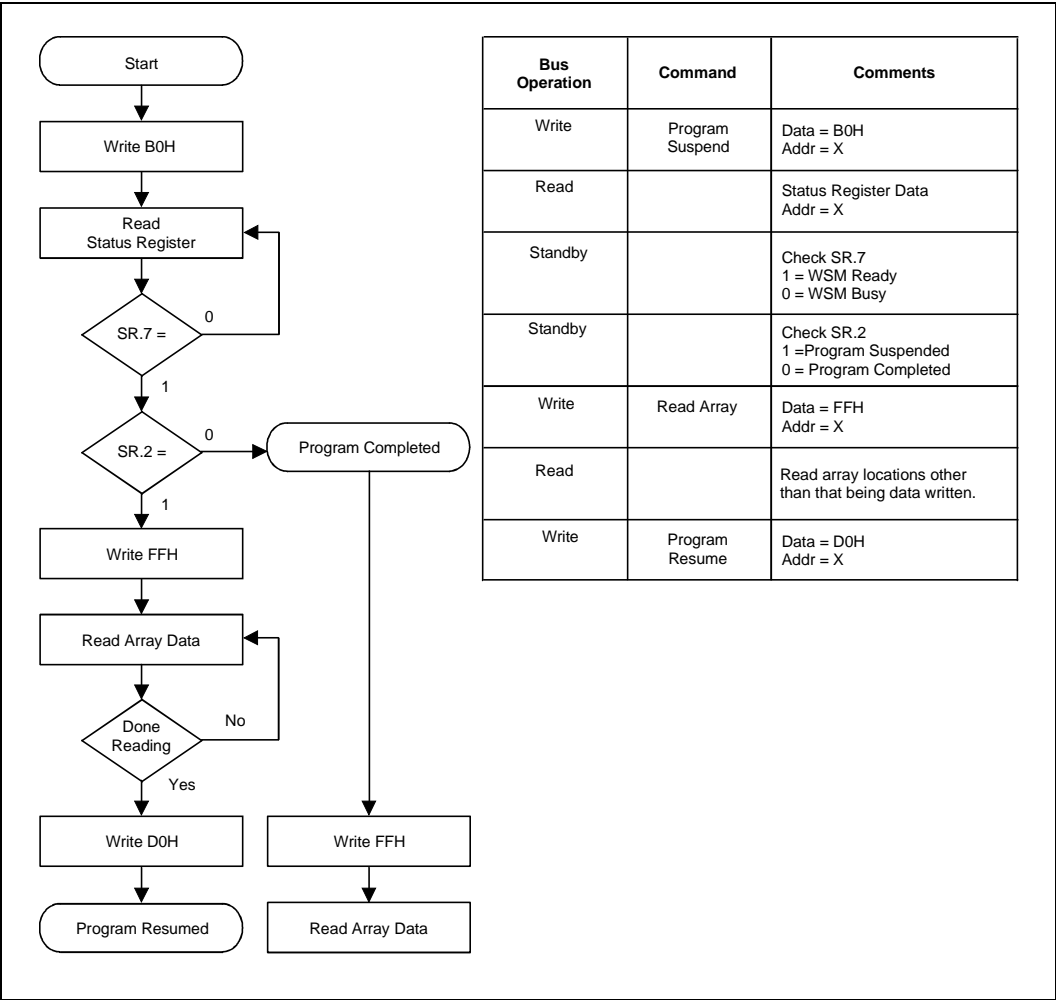 Start
Write B0H
Read
Status Register
SR.7 =
0
1
SR.2 =
0
Program Completed
1
Write FFH
Read Array Data
Done
Reading
No
Yes
Write D0H
Program Resumed
Write FFH
Read Array Data
Bus
Operation
Command
Comments
Write
Program
Suspend
Data = B0H
Addr = X
Read
Status Register Data
Addr = X
Standby
Check SR.7
1 = WSM Ready
0 = WSM Busy
Standby
Check SR.2
1 =Program Suspended
0 = Program Completed
Write
Read Array
Data = FFH
Addr = X
Read
Read array locations other
than that being data written.
Write
Program
Resume
Data = D0H
Addr = X